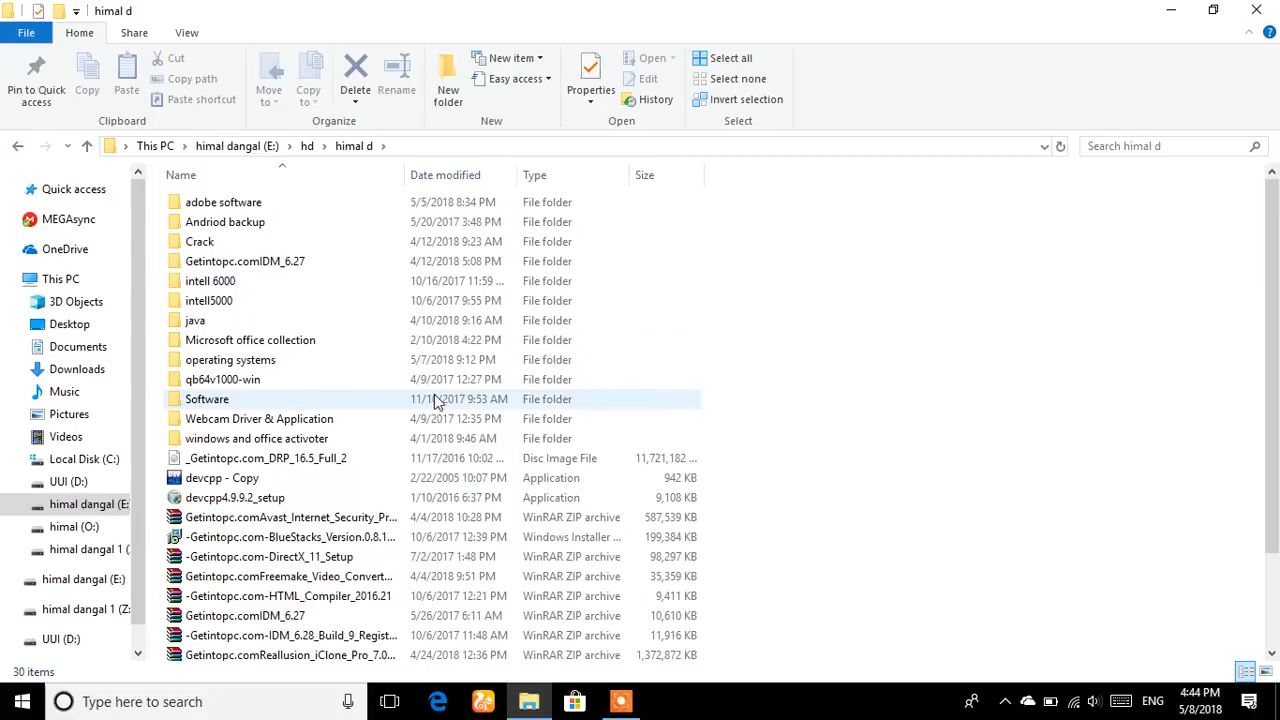 himal d
File Home Share View
Pin to Quick access
Copy
Paste
Cut
Copy path
Paste shortcut
Clipboard
Move to
Copy to
Delete
Rename
Organize
New folder
New item
Easy access
New
Properties
Open
Edit
History
Open
Select all
Select none
Invert selection
Select
This PC > himal dangal (E:) > hd > himal d >
Search himal d
Quick access
MEGAsync
OneDrive
This PC
3D Objects
Desktop
Documents
Downloads
Music
Pictures
Videos
Local Disk (C:)
UUI (D:)
himal dangal (E:
himal (O:)
himal dangal 1 (
himal dangal (E:)
himal dangal 1 (Z:
UUI (D:)
Name Date modified Type Size
adobe software 5/5/2018 8:34 PM File folder
Andriod backup 5/20/2017 3:48 PM File folder
Crack 4/12/2018 9:23 AM File folder
Getintopc.comIDM_6.27 4/12/2018 5:08 PM File folder
intell 6000 10/16/2017 11:59 ... File folder
intell5000 10/6/2017 9:55 PM File folder
java 4/10/2018 9:16 AM File folder
Microsoft office collection 2/10/2018 4:22 PM File folder
operating systems 5/7/2018 9:12 PM File folder
qb64v1000-win 4/9/2017 12:27 PM File folder
Software 9:53 AM File folder
Webcam Driver & Application 4/9/2017 12:35 PM File folder
windows and office activoter 4/1/2018 9:46 AM File folder
_Getintopc.com_DRP_16.5_Full_2 11/17/2016 10:02 ... Disc Image File 11,721,182 ...
devcpp - Copy 2/22/2005 10:07 PM Application 942 KB
devcpp4.9.9.2_setup 1/10/2016 6:37 PM Application 9,108 KB
Getintopc.comAvast_Internet_Security_Pr... 4/4/2018 10:28 PM WinRAR ZIP archive 587,539 KB
-Getintopc.com-BlueStacks_Version.0.8.1... 10/6/2017 12:39 PM Windows Installer ... 199,384 KB
-Getintopc.com-DirectX_11_Setup 7/2/2017 1:48 PM WinRAR ZIP archive 98,297 KB
Getintopc.comFreemake_Video_Convert... 4/4/2018 9:51 PM WinRAR ZIP archive 35,359 KB
-Getintopc.com-HTML_Compiler_2016.21 10/6/2017 12:21 PM WinRAR ZIP archive 9,411 KB
Getintopc.comIDM_6.27 5/26/2017 6:11 AM WinRAR ZIP archive 10,610 KB
-Getintopc.com-IDM_6.28_Build_9_Regist... 10/6/2017 11:48 AM WinRAR ZIP archive 11,916 KB
Getintopc.comReallusion_iClone_Pro_7.0... 4/24/2018 12:36 PM WinRAR ZIP archive 1,372,872 KB
30 items
Type here to search
ENG
4:44 PM
5/8/2018